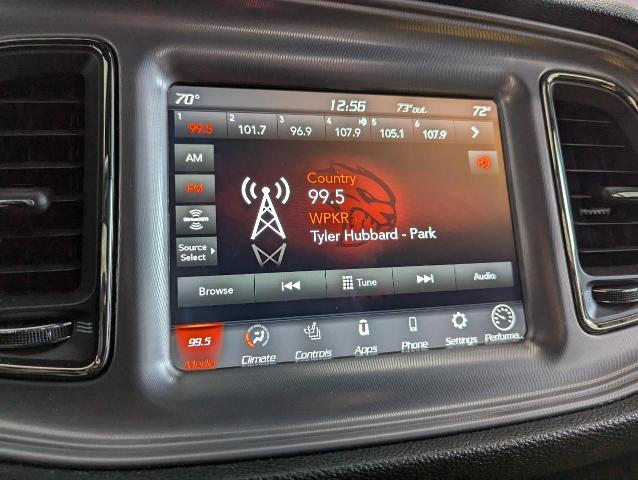 70° 12:56 73°out. 72°
1 99.5 2 101.7 3 96.9 4 107.9 5 105.1 6 107.9
AM
FM
SiriusXM
Source
Select
Country
99.5
WPKR
Tyler Hubbard - Park
Browse Tune Audio
99.5
Media Climate Controls Apps Phone Settings Performa..